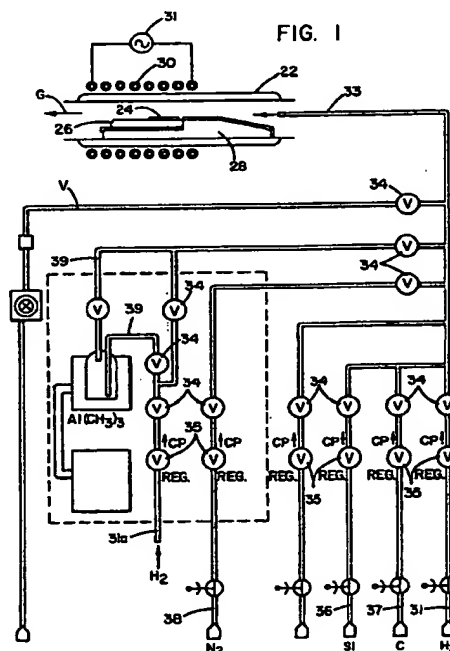 31
FIG. 1
30
22
G
24
33
26
28
V
34
39
34
34
39
34
Al(CH3)3
34
34
CP
35
CP
CP
CP
CP
CP
REG.
REG.
REG.
35
REG.
REG.
35
REG.
31a
H2
38
36
37
31
N2
Si
C
H